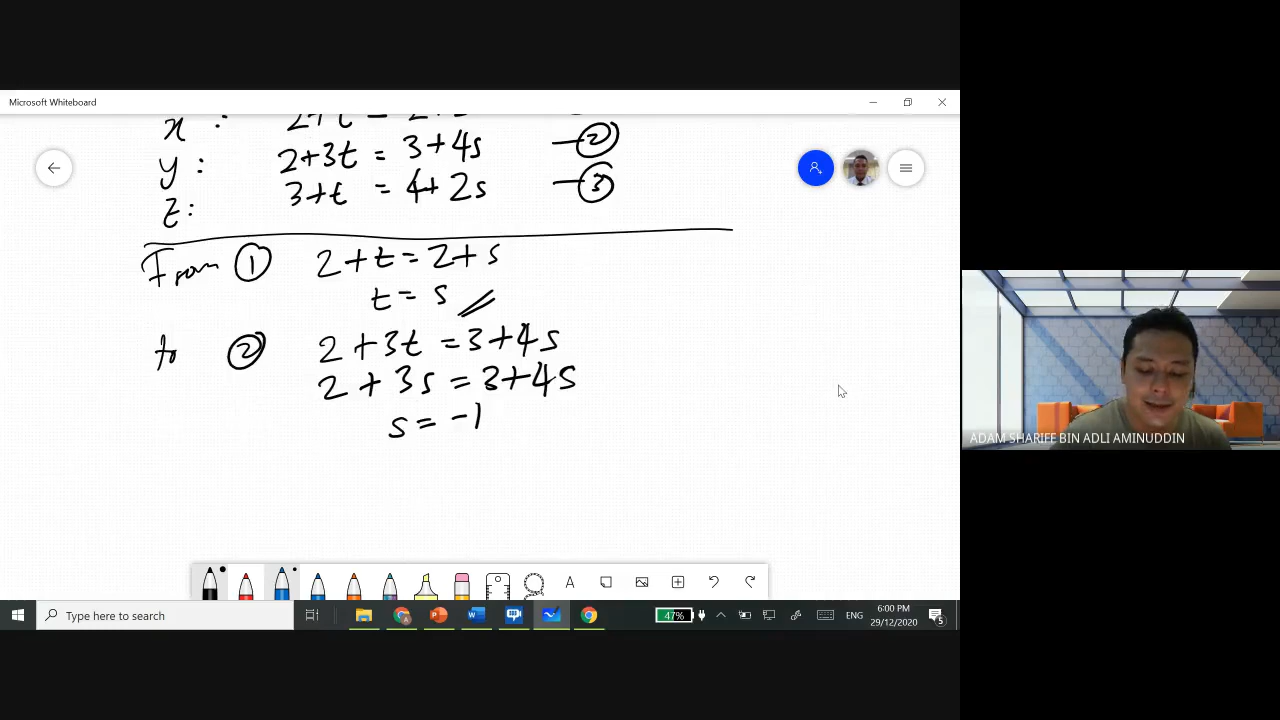 Microsoft Whiteboard
x : 2+t =
y : 2+3t = 3+4s — ②
z : 3+t = 4+2s — ③
From ① 2+t=2+s
t = s
to ② 2+3t=3+4s
2+3s=3+4s
s=-1
ADAM SHARIFF BIN ADLI AMINUDDIN
A
Type here to search
47%
ENG
6:00 PM
29/12/2020
5